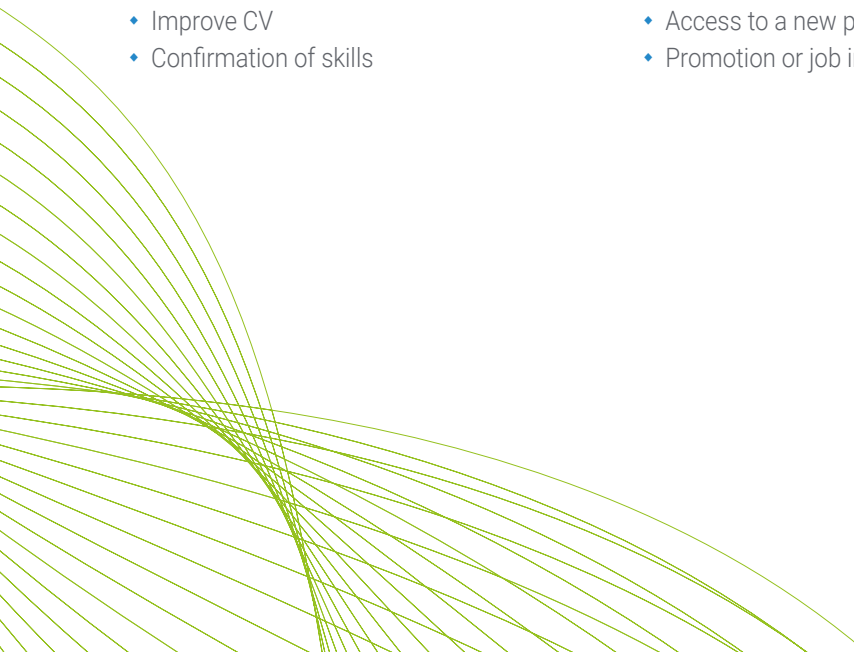 Improve CV
Confirmation of skills
Access to a new
Promotion or job